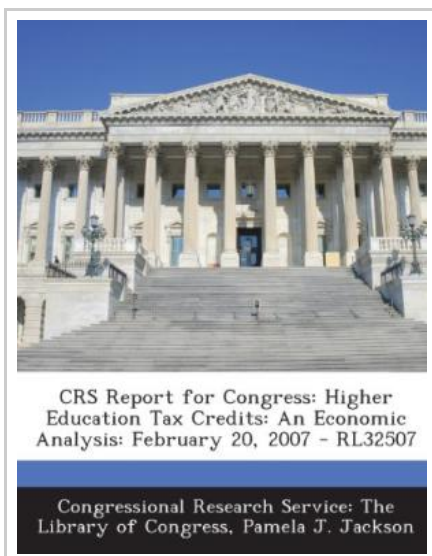 CRS Report for Congress: Higher
Education Tax Credits: An Economic
Analysis: February 20, 2007 - RL32507
Congressional Research Service: The
Library of Congress, Pamela J. Jackson